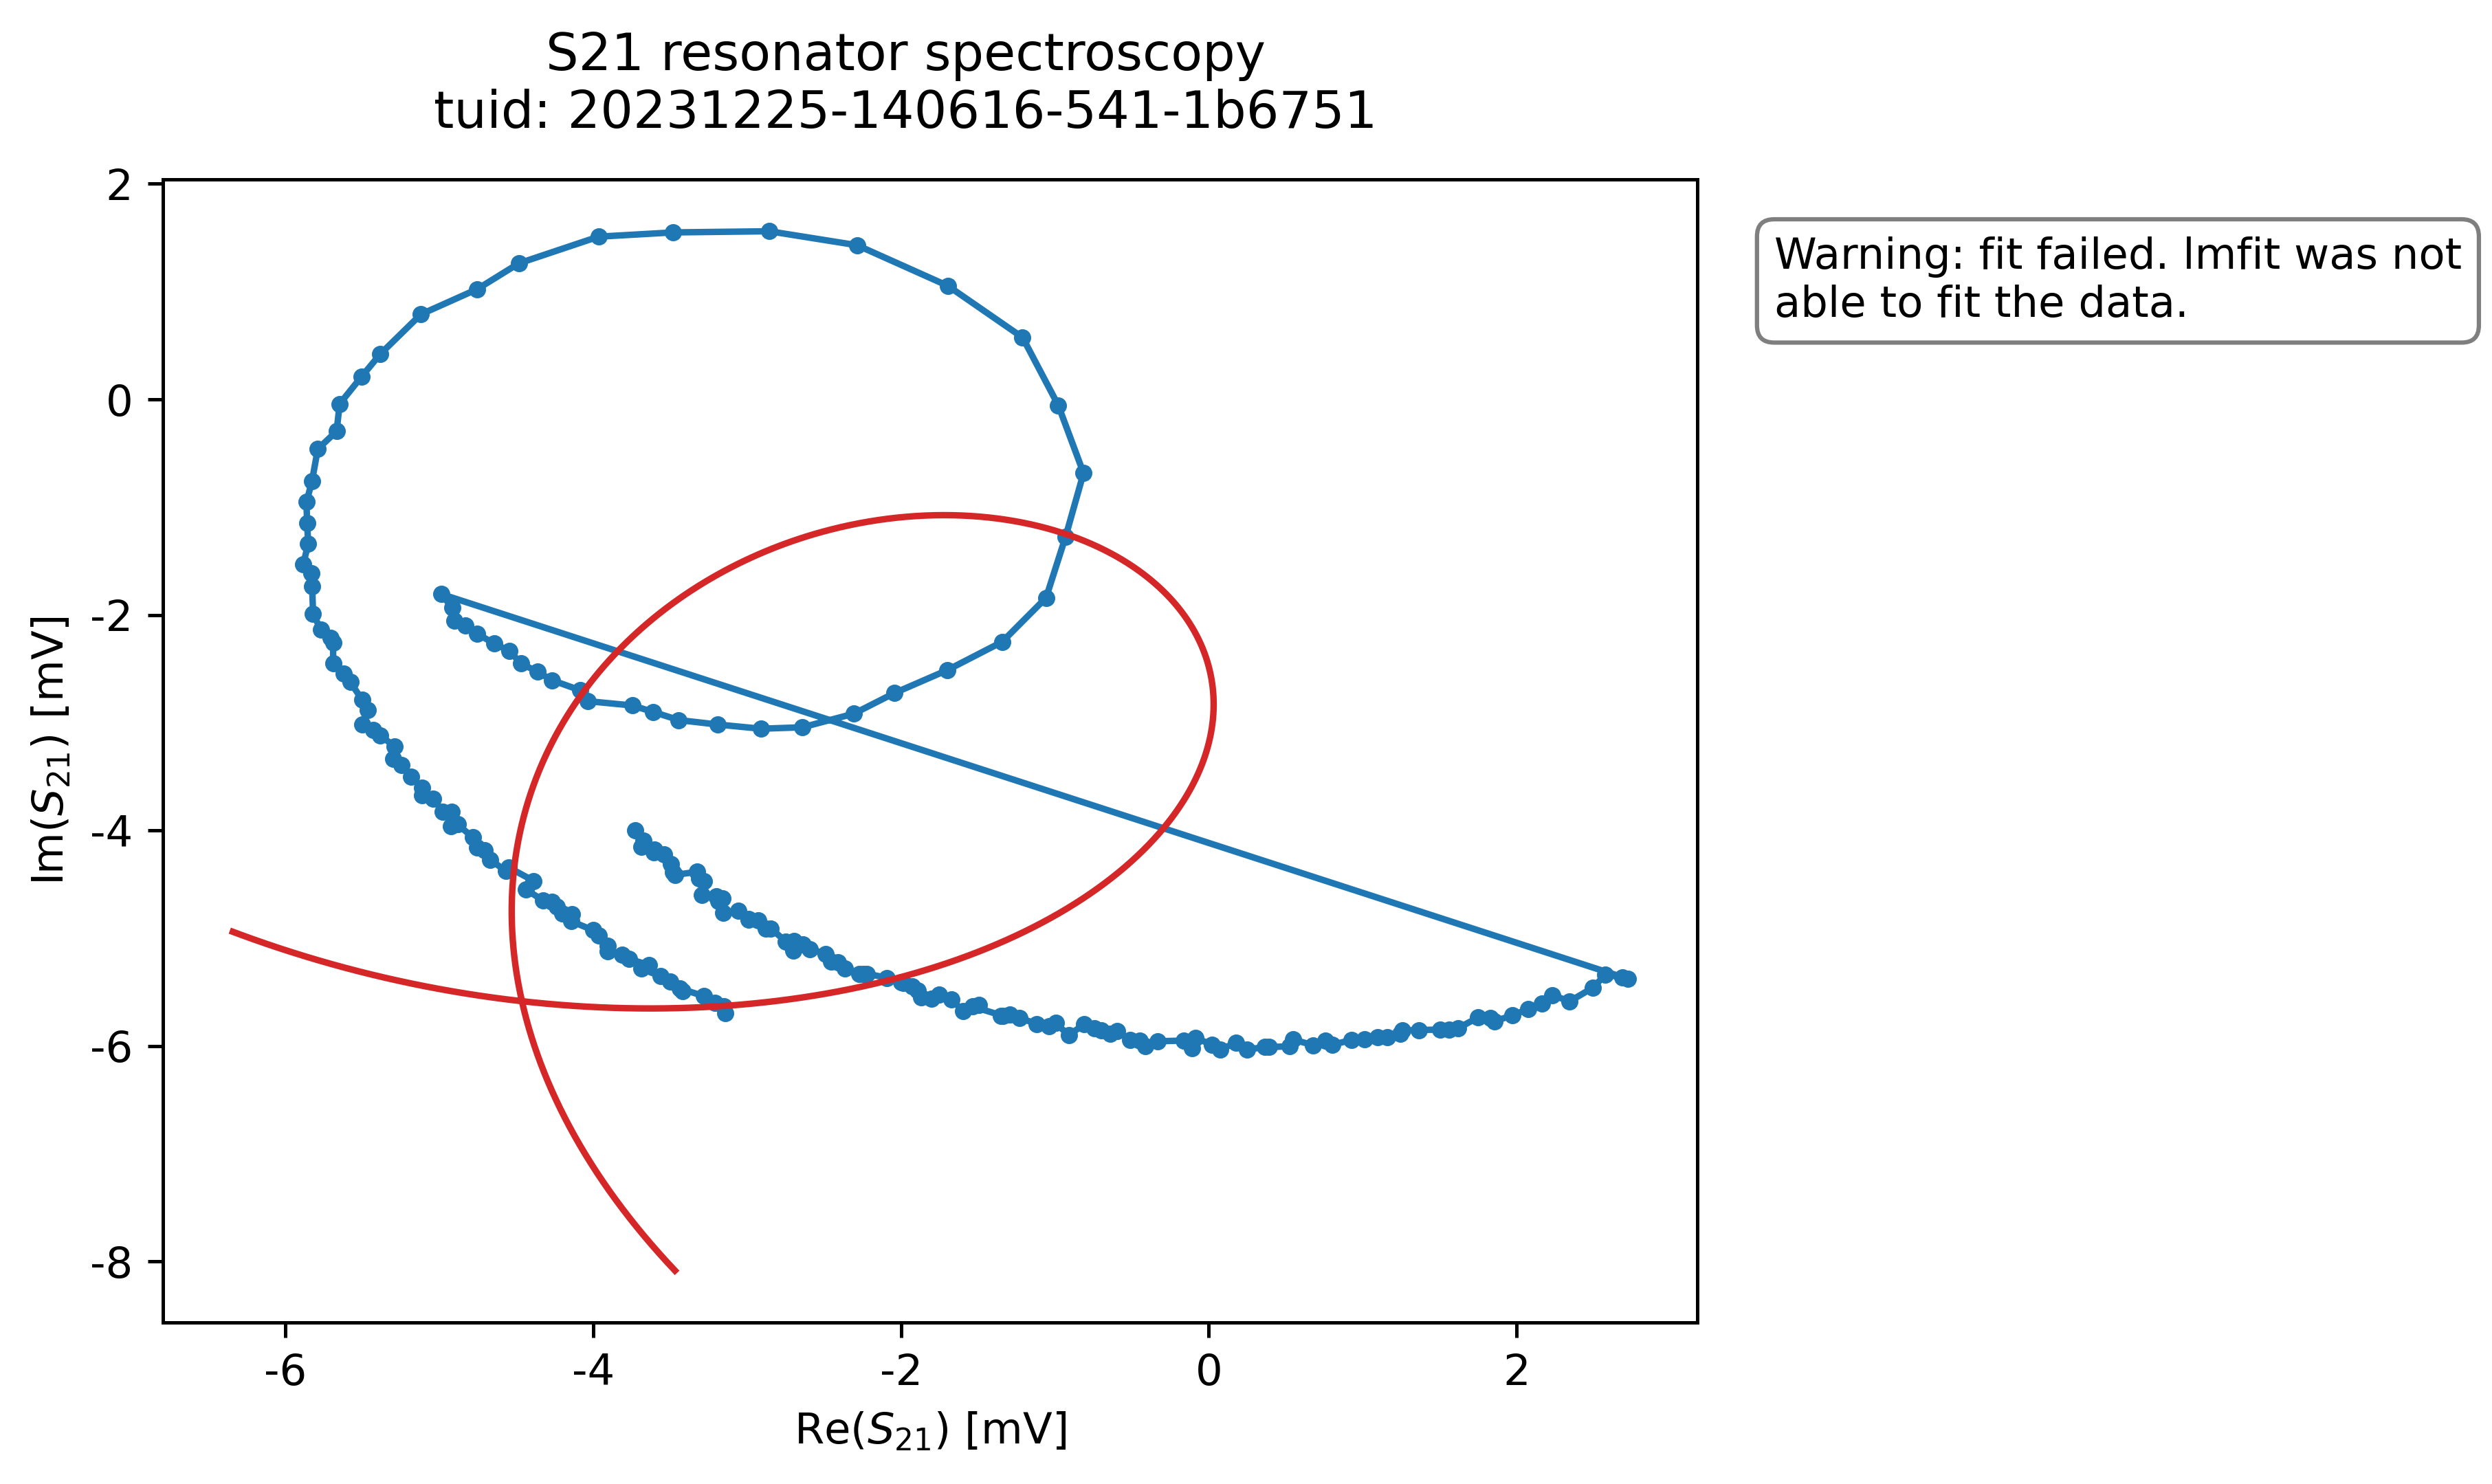 S21 resonator spectroscopy
tuid: 20231225-140616-541-1b6751
Warning: fit failed. lmfit was not
able to fit the data.
2
0
-2
-4
-6
-8
Im(S21) [mV]
-6
-4
-2
0
2
Re(S21) [mV]